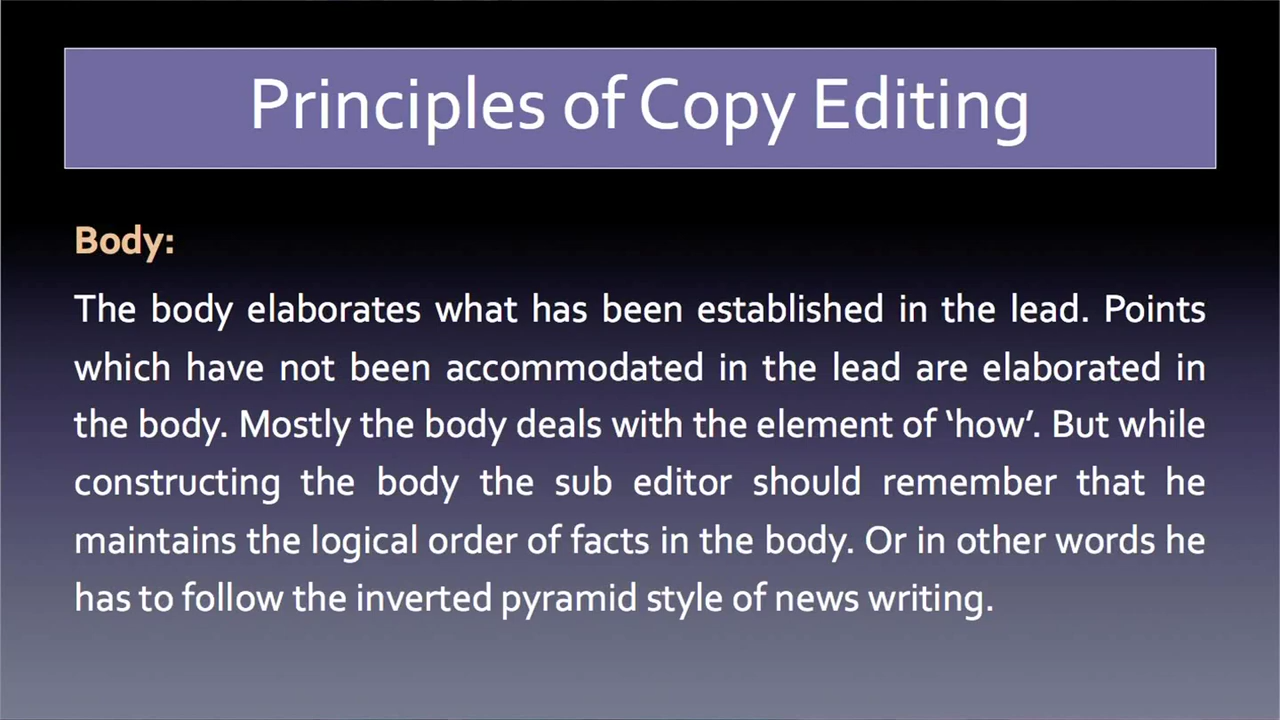 Principles of Copy Editing
Body:
The body elaborates what has been established in the lead. Points
which have not been accommodated in the lead are elaborated in
the body. Mostly the body deals with the element of ‘how’. But while
constructing the body the sub editor should remember that he
maintains the logical order of facts in the body. Or in other words he
has to follow the inverted pyramid style of news writing.